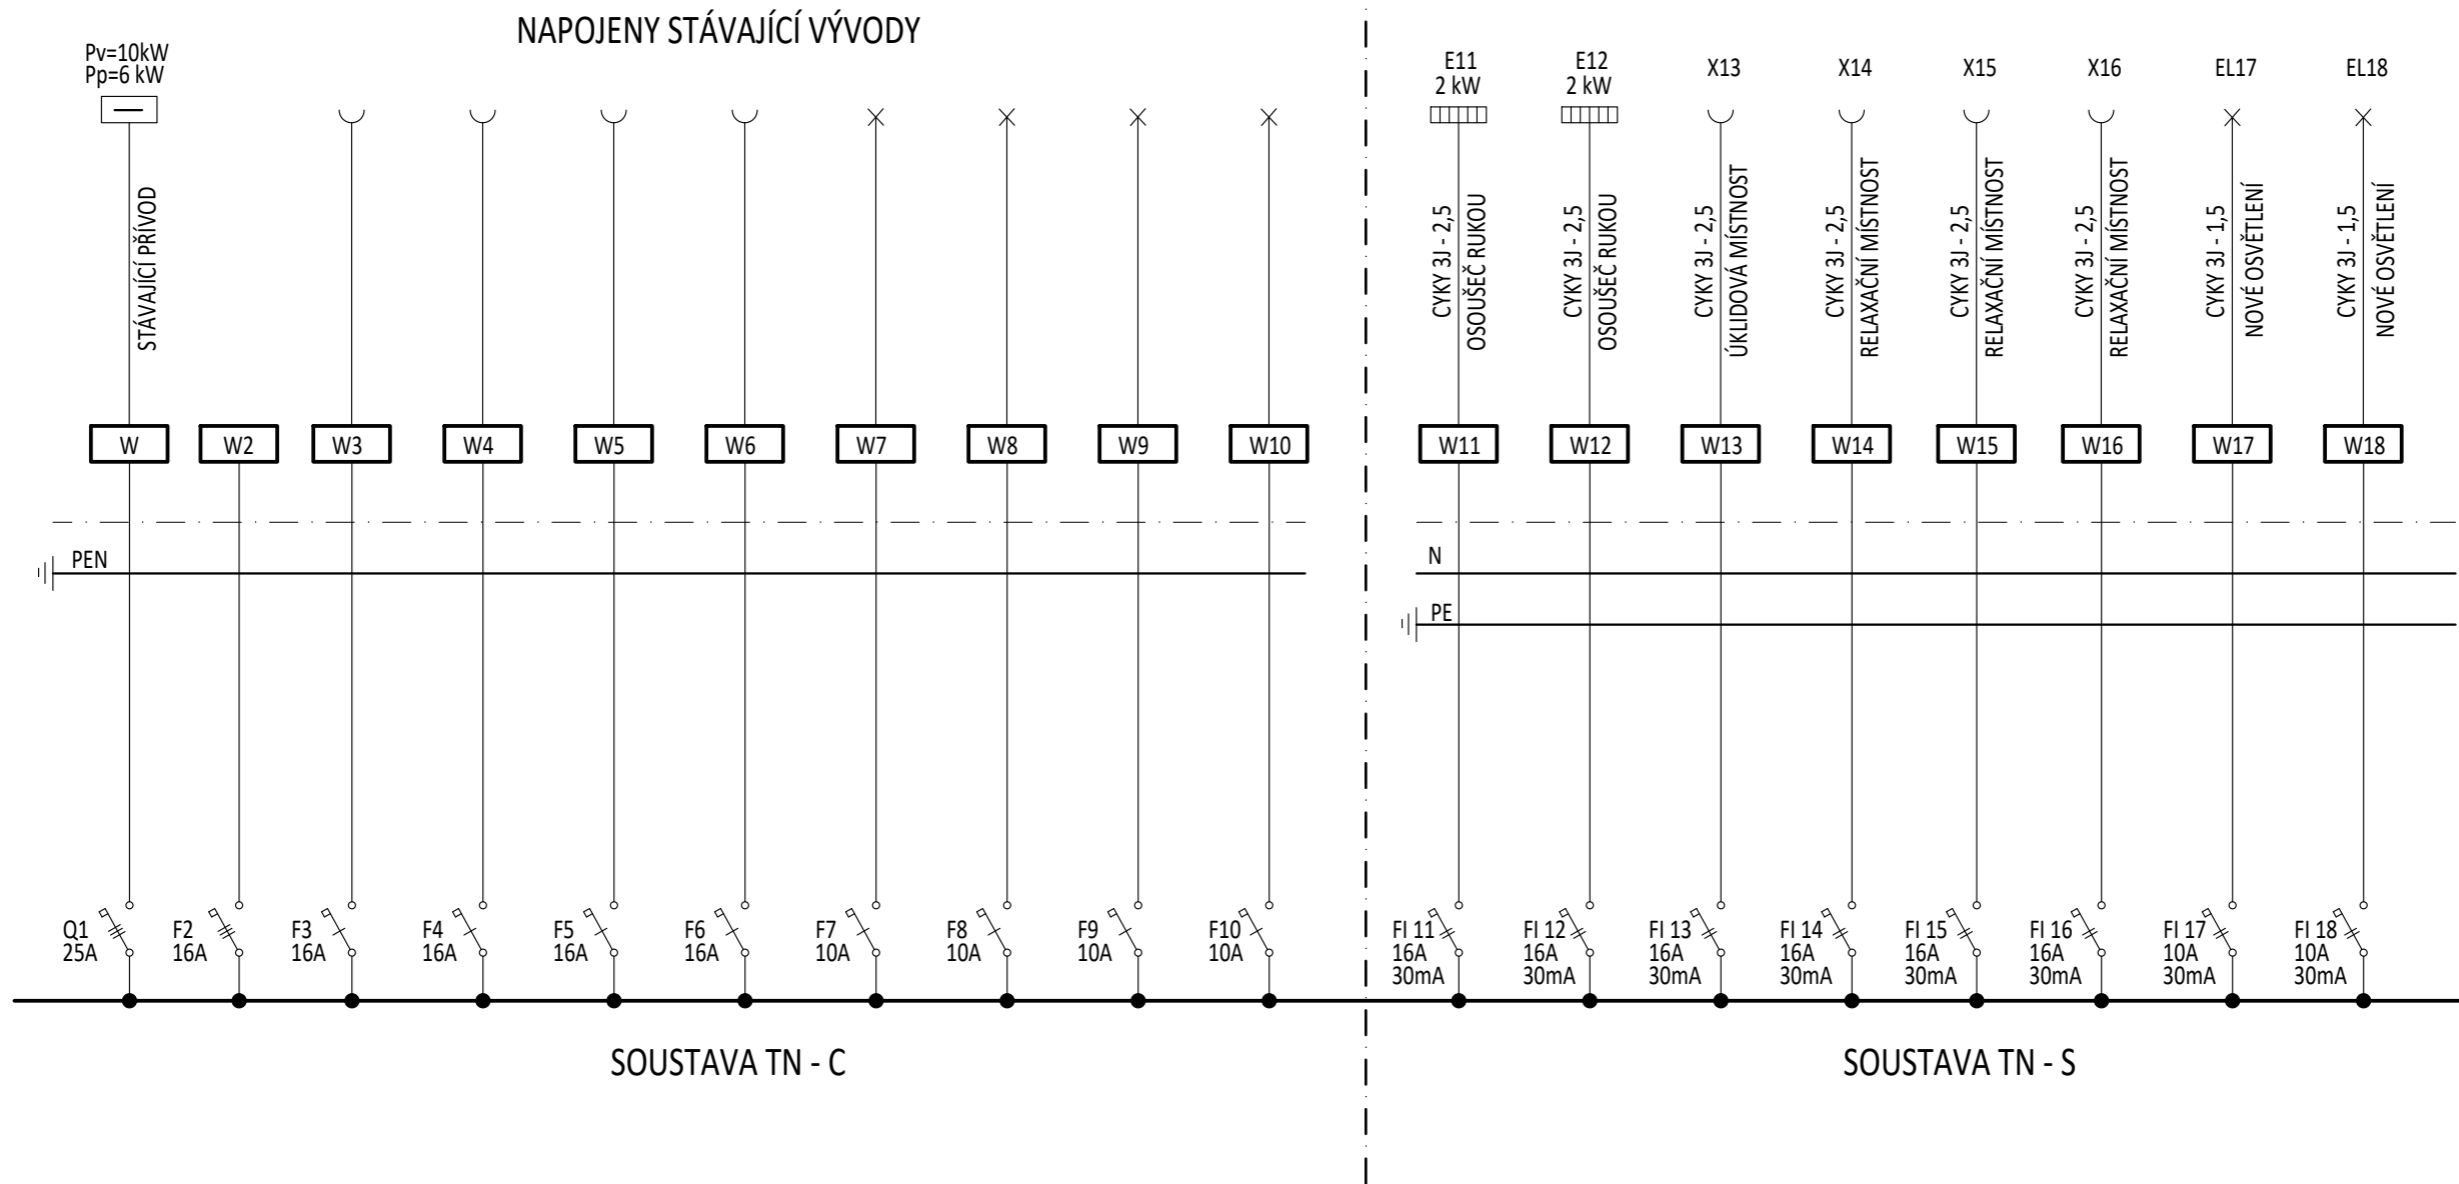 NAPOJENY STÁVAJÍCÍ VÝVODY
Pv=10kW
Pp=6 kW
E11
2 kW
E12
2 kW
X13
X14
X15
X16
EL17
EL18
STÁVAJÍCÍ PŘÍVOD
CYKY 3J - 2,5
OSOUŠEČ RUKOU
CYKY 3J - 2,5
OSOUŠEČ RUKOU
CYKY 3J - 2,5
ÚKLIDOVÁ MÍSTNOST
CYKY 3J - 2,5
RELAXAČNÍ MÍSTNOST
CYKY 3J - 2,5
RELAXAČNÍ MÍSTNOST
CYKY 3J - 2,5
RELAXAČNÍ MÍSTNOST
CYKY 3J - 1,5
NOVÉ OSVĚTLENÍ
CYKY 3J - 1,5
NOVÉ OSVĚTLENÍ
W
W2
W3
W4
W5
W6
W7
W8
W9
W10
W11
W12
W13
W14
W15
W16
W17
W18
PEN
N
PE
Q1
25A
F2
16A
F3
16A
F4
16A
F5
16A
F6
16A
F7
10A
F8
10A
F9
10A
F10
10A
FI 11
16A
30mA
FI 12
16A
30mA
FI 13
16A
30mA
FI 14
16A
30mA
FI 15
16A
30mA
FI 16
16A
30mA
FI 17
10A
30mA
FI 18
10A
30mA
SOUSTAVA TN - C
SOUSTAVA TN - S